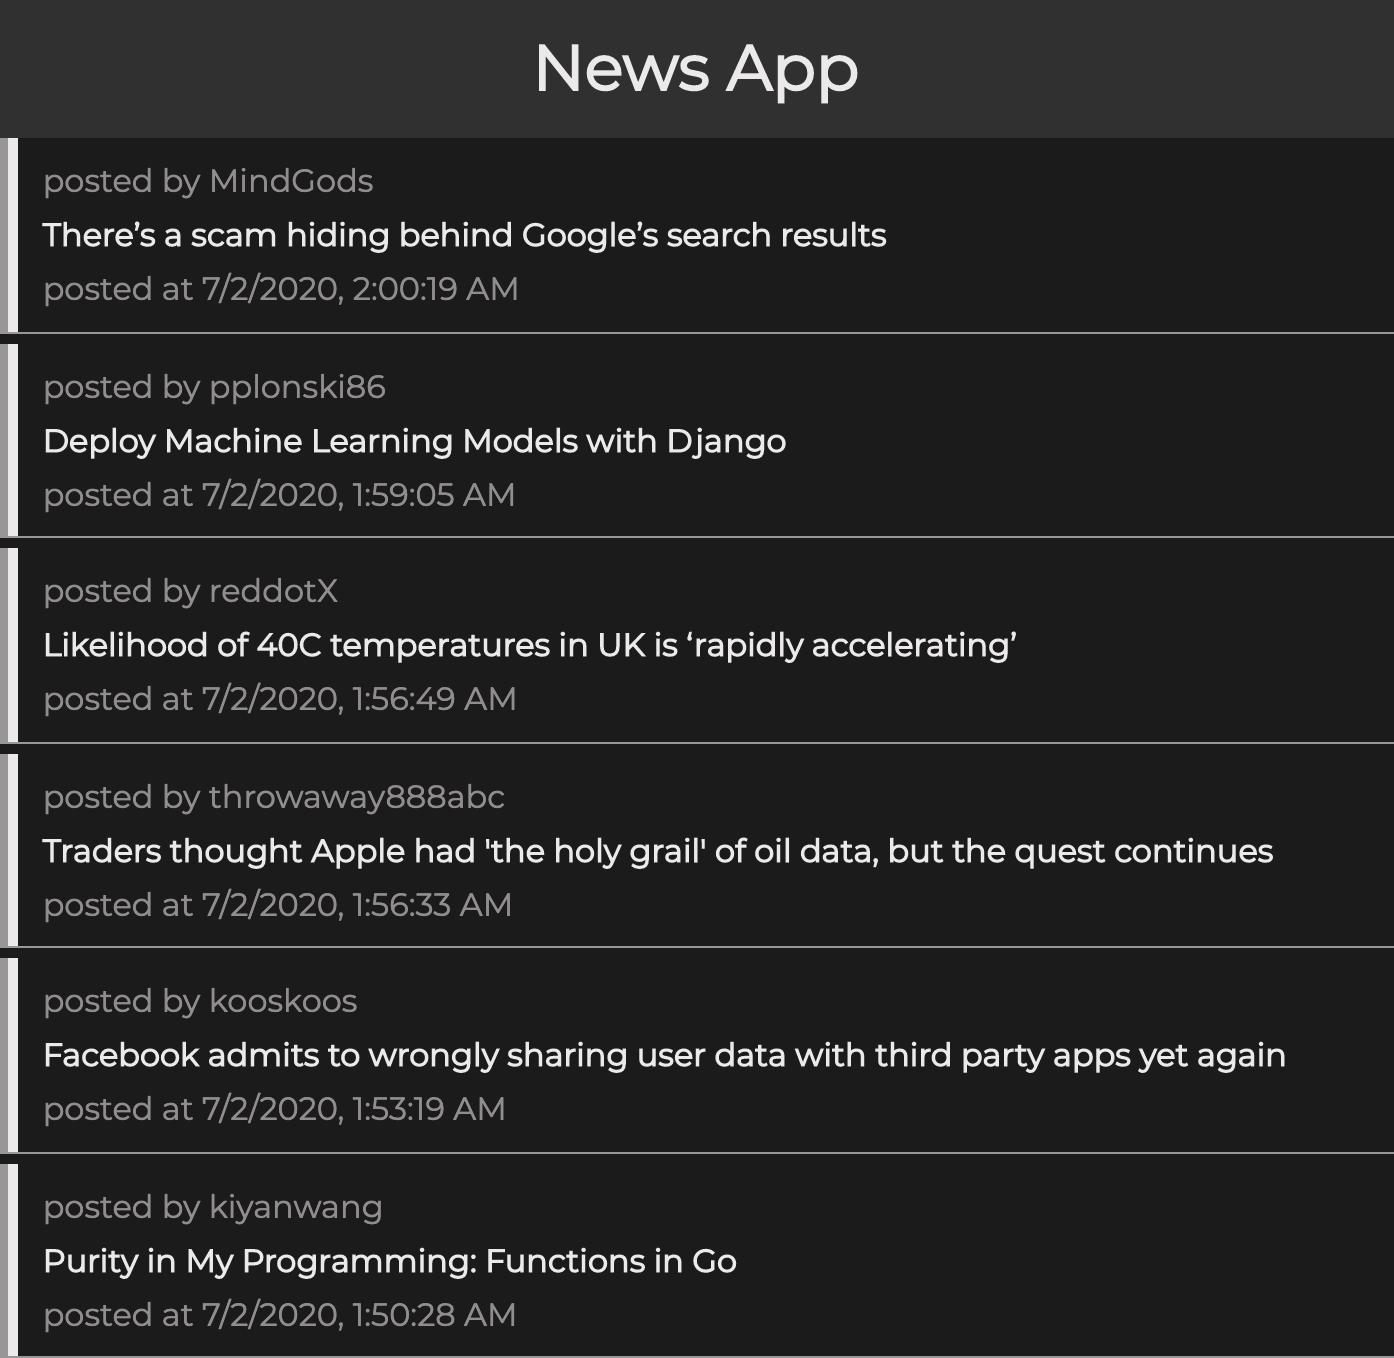 News App
posted by MindGods
There’s a scam hiding behind Google’s search results
posted at 7/2/2020, 2:00:19 AM
posted by pplonski86
Deploy Machine Learning Models with Django
posted at 7/2/2020, 1:59:05 AM
posted by reddotX
Likelihood of 40C temperatures in UK is ‘rapidly accelerating’
posted at 7/2/2020, 1:56:49 AM
posted by throwaway888abc
Traders thought Apple had 'the holy grail' of oil data, but the quest continues
posted at 7/2/2020, 1:56:33 AM
posted by kooskoos
Facebook admits to wrongly sharing user data with third party apps yet again
posted at 7/2/2020, 1:53:19 AM
posted by kiyanwang
Purity in My Programming: Functions in Go
posted at 7/2/2020, 1:50:28 AM